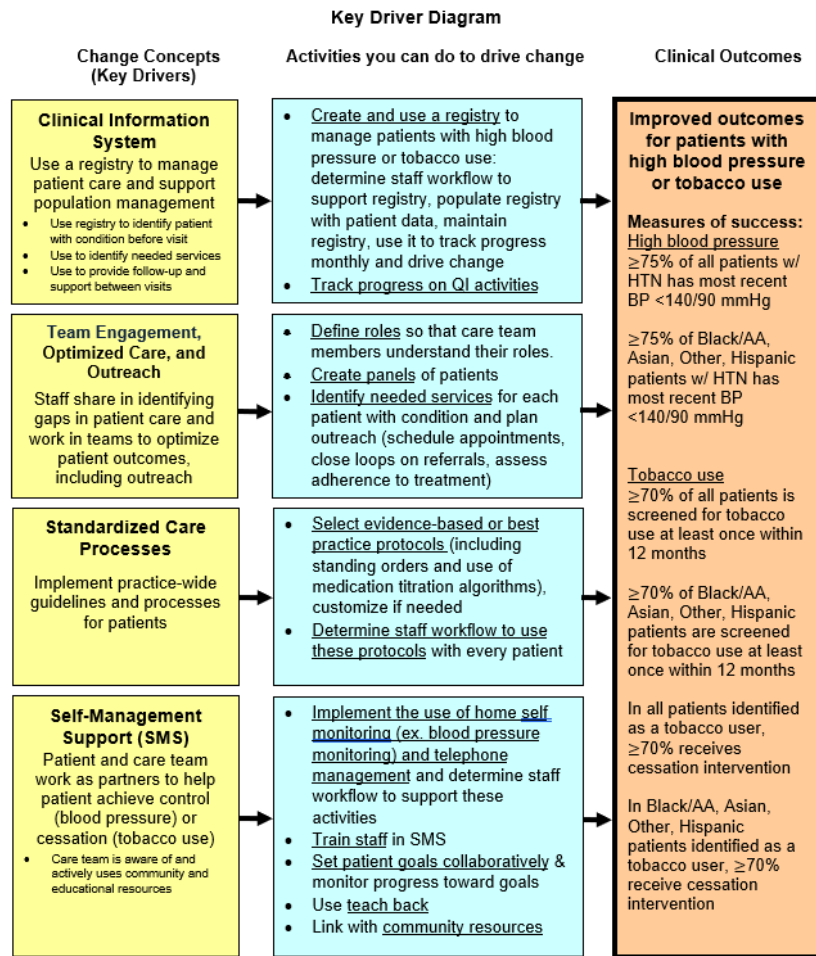 Key Driver Diagram
Change Concepts
(Key Drivers)
Activities you can do to drive change
Clinical Outcomes
Clinical Information
System
Use a registry to manage
patient care and support
population management
• Use registry to identify patient
with condition before visit
• Use to identify needed services
• Use to provide follow-up and
support between visits
• Create and use a registry to
manage patients with high blood
pressure or tobacco use:
determine staff workflow to
support registry, populate registry
with patient data, maintain
registry, use it to track progress
monthly and drive change
• Track progress on QI activities
Team Engagement,
Optimized Care, and
Outreach
Staff share in identifying
gaps in patient care and
work in teams to optimize
patient outcomes,
including outreach
• Define roles so that care team
members understand their roles.
• Create panels of patients
• Identify needed services for each
patient with condition and plan
outreach (schedule appointments,
close loops on referrals, assess
adherence to treatment)
Standardized Care
Processes
Implement practice-wide
guidelines and processes
for patients
• Select evidence-based or best
practice protocols (including
standing orders and use of
medication titration algorithms),
customize if needed
• Determine staff workflow to use
these protocols with every patient
Self-Management
Support (SMS)
Patient and care team
work as partners to help
patient achieve control
(blood pressure) or
cessation (tobacco use)
• Care team is aware of and
actively uses community and
educational resources
• Implement the use of home self
monitoring (ex. blood pressure
monitoring) and telephone
management and determine staff
workflow to support these
activities
• Train staff in SMS
• Set patient goals collaboratively &
monitor progress toward goals
• Use teach back
• Link with community resources
Improved outcomes
for patients with
high blood pressure
or tobacco use
Measures of success:
High blood pressure
≥75% of all patients w/
HTN has most recent
BP <140/90 mmHg
≥75% of Black/AA,
Asian, Other, Hispanic
patients w/ HTN has
most recent BP
<140/90 mmHg
Tobacco use
≥70% of all patients is
screened for tobacco
use at least once within
12 months
≥70% of Black/AA,
Asian, Other, Hispanic
patients are screened
for tobacco use at least
once within 12 months
In all patients identified
as a tobacco user,
≥70% receives
cessation intervention
In Black/AA, Asian,
Other, Hispanic
patients identified as a
tobacco user, ≥70%
receive cessation
intervention